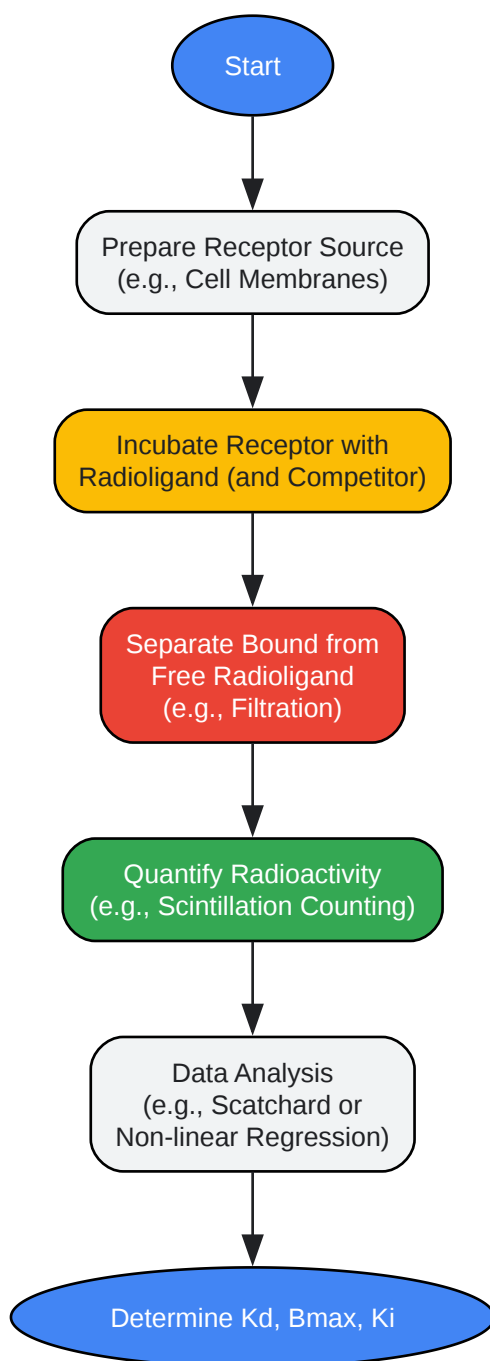 Start
Prepare Receptor Source
(e.g., Cell Membranes)
Incubate Receptor with
Radioligand (and Competitor)
Separate Bound from
Free Radioligand
(e.g., Filtration)
Quantify Radioactivity
(e.g., Scintillation Counting)
Data Analysis
(e.g., Scatchard or
Non-linear Regression)
Determine Kd, Bmax, Ki